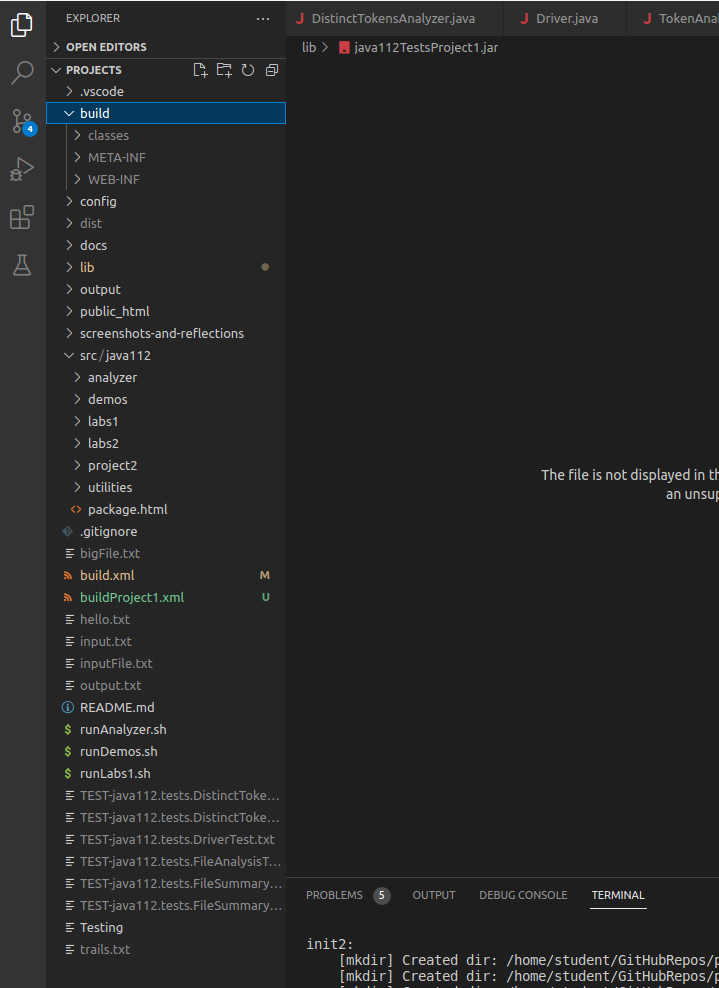 EXPLORER
OPEN EDITORS
PROJECTS
.vscode
build
classes
META-INF
WEB-INF
config
dist
docs
lib
output
public_html
screenshots-and-reflections
src/java112
analyzer
demos
labs1
labs2
project2
utilities
package.html
.gitignore
bigFile.txt
build.xml M
buildProject1.xml U
hello.txt
input.txt
inputFile.txt
output.txt
README.md
runAnalyzer.sh
runDemos.sh
runLabs1.sh
TEST-java112.tests.DistinctToke...
TEST-java112.tests.DistinctToke...
TEST-java112.tests.DriverTest.txt
TEST-java112.tests.FileAnalysisT...
TEST-java112.tests.FileSummary...
TEST-java112.tests.FileSummary...
Testing
trails.txt
4
DistinctTokensAnalyzer.java Driver.java TokenAnal
lib > java112TestsProject1.jar
The file is not displayed in th
an unsup
PROBLEMS 5 OUTPUT DEBUG CONSOLE TERMINAL
init2:
[mkdir] Created dir: /home/student/GitHubRepos/p
[mkdir] Created dir: /home/student/GitHubRepos/p